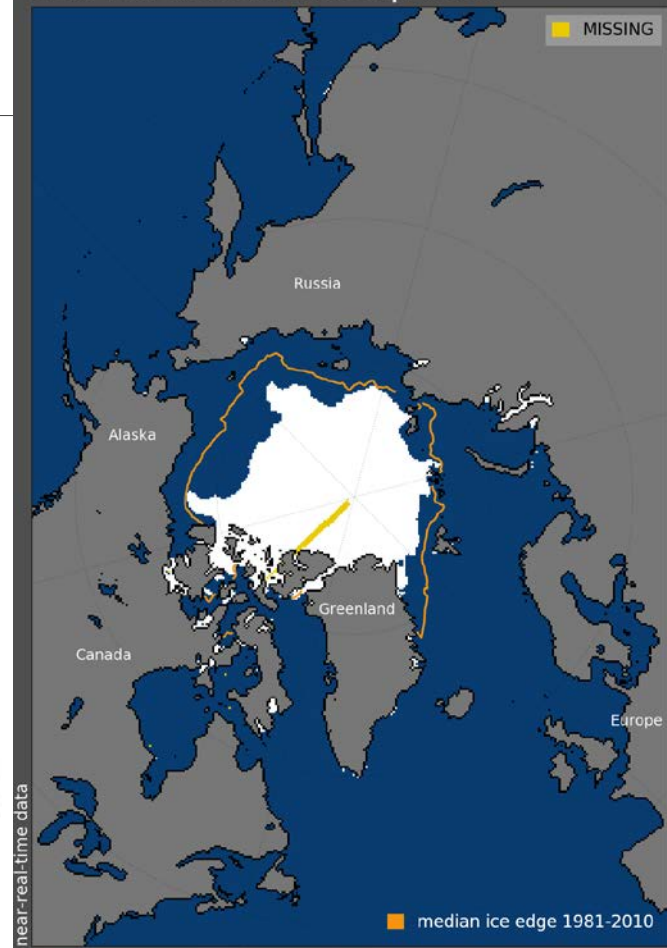 MISSING
Russia
Alaska
Greenland
Canada
Europe
near-real-time data
median ice edge 1981-2010